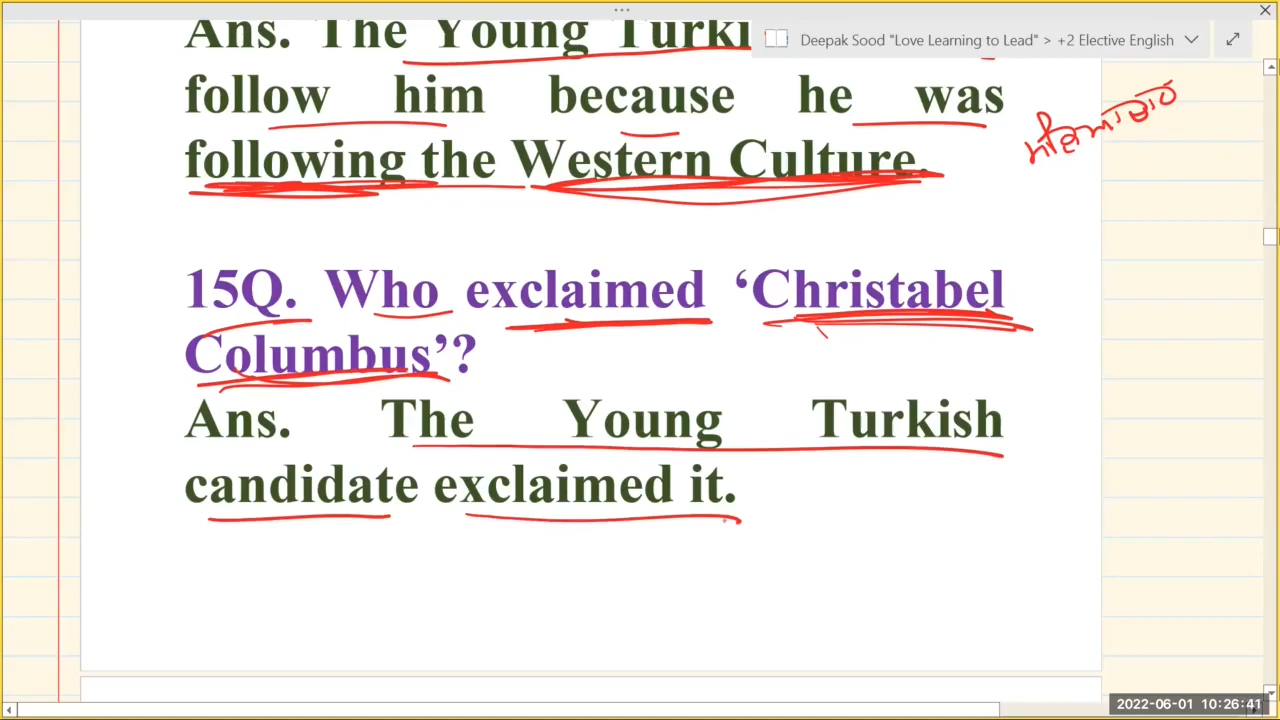 Deepak Sood "Love Learning to Lead" > +2 Elective English
Ans. The Young Turki
follow him because he was
following the Western Culture.
15Q. Who exclaimed ‘Christabel
Columbus’?
Ans. The Young Turkish
candidate exclaimed it.
2022-06-01 10:26:41